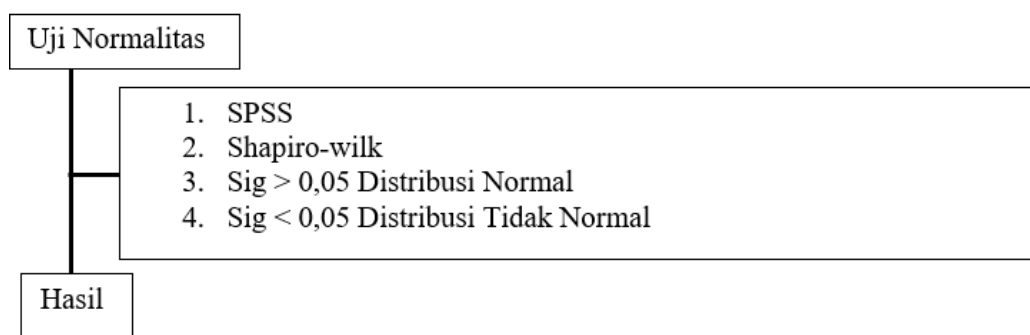 Uji Normalitas
1. SPSS
2. Shapiro-wilk
3. Sig > 0,05 Distribusi Normal
4. Sig < 0,05 Distribusi Tidak Normal
Hasil